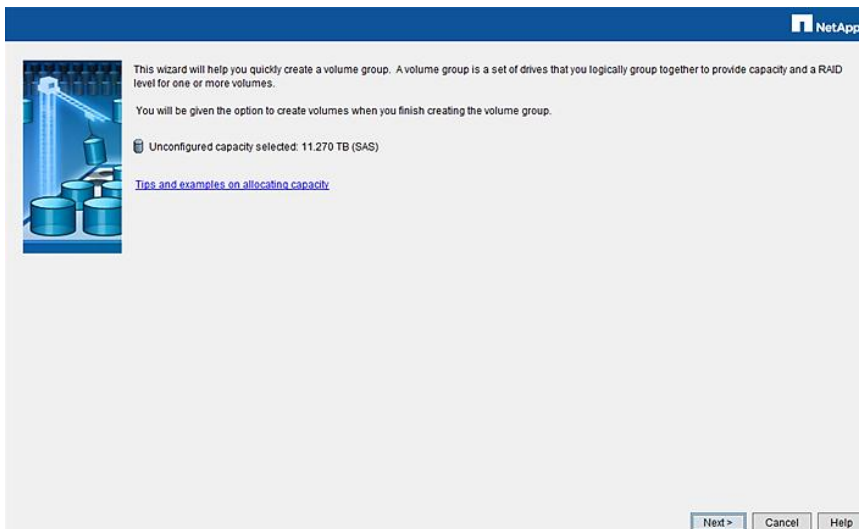 NetApp
This wizard will help you quickly create a volume group. A volume group is a set of drives that you logically group together to provide capacity and a RAID
level for one or more volumes.
You will be given the option to create volumes when you finish creating the volume group.
Unconfigured capacity selected: 11.270 TB (SAS)
Tips and examples on allocating capacity
Next > Cancel Help